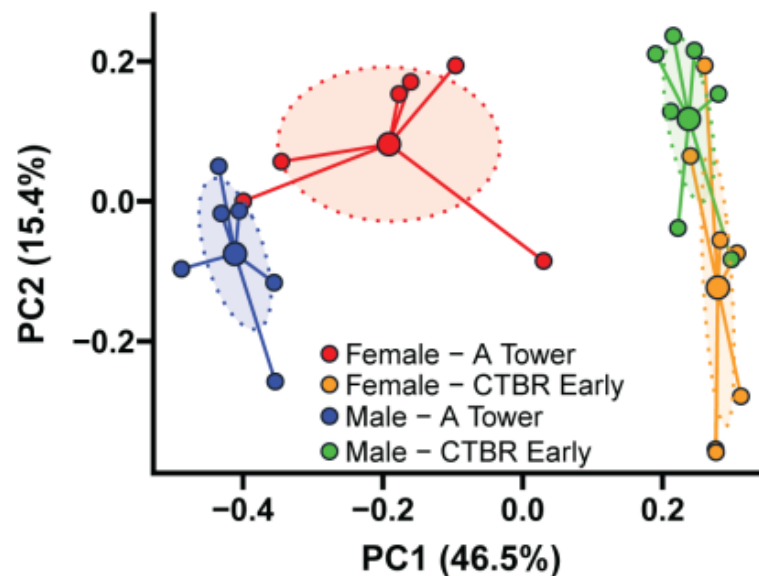 0.2
0.0
−0.2
PC2 (15.4%)
Female − A Tower
Female − CTBR Early
Male − A Tower
Male − CTBR Early
−0.4
−0.2
0.0
0.2
PC1 (46.5%)